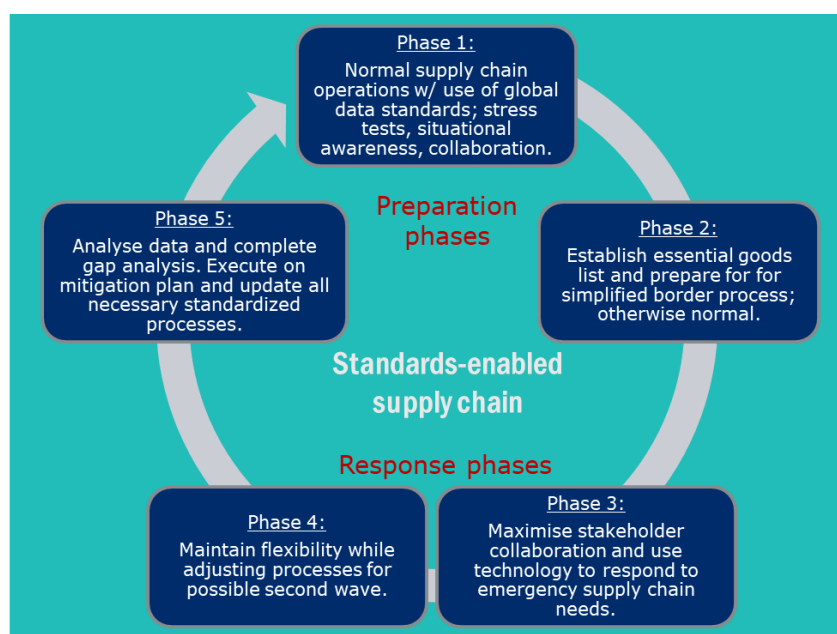 Phase 1:
Normal supply chain
operations w/ use of global
data standards; stress
tests, situational
awareness, collaboration.
Preparation
phases
Phase 2:
Establish essential goods
list and prepare for for
simplified border process;
otherwise normal.
Phase 5:
Analyse data and complete
gap analysis. Execute on
mitigation plan and update all
necessary standardized
processes.
Standards-enabled
supply chain
Response phases
Phase 3:
Maximise stakeholder
collaboration and use
technology to respond to
emergency supply chain
needs.
Phase 4:
Maintain flexibility while
adjusting processes for
possible second wave.